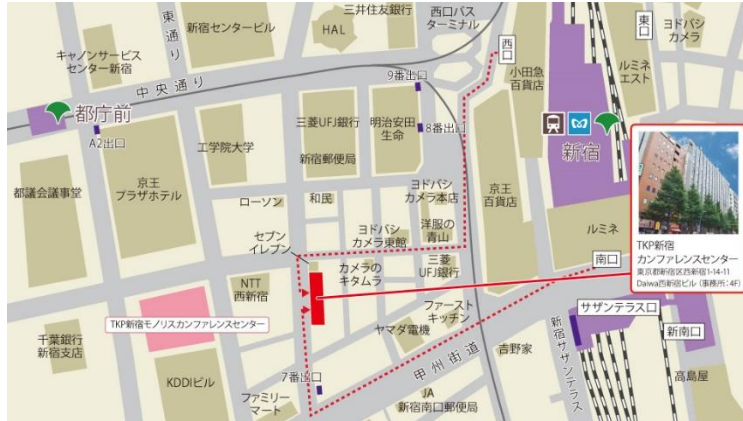 東通り
新宿センタービル
HAL
三井住友銀行
西口バス
ターミナル
西口
東口
ヨドバシ
カメラ
キャノンサービス
センター新宿
中央通り
9番出口
小田急
百貨店
ルミネ
エスト
都庁前
A2出口
工学院大学
三菱UFJ銀行
新宿郵便局
明治安田
生命
8番出口
新宿
都議会議事堂
京王
プラザホテル
ローソン
和民
ヨドバシ
カメラ本店
京王
百貨店
セブン
イレブン
ヨドバシ
カメラ東館
洋服の
青山
ルミネ
南口
NTT
西新宿
カメラの
キタムラ
三菱
UFJ銀行
TKP新宿
カンファレンスセンター
東京都新宿区西新宿1-14-11
Daiwa西新宿ビル (事務所:4F)
TKP新宿モノリスカンファレンスセンター
ファースト
キッチン
サザンテラス口
千葉銀行
新宿支店
ヤマダ電機
甲州街道
吉野家
新宿サザンテラス
新南口
KDDIビル
7番出口
ファミリー
マート
JA
新宿南口郵便局
高島屋